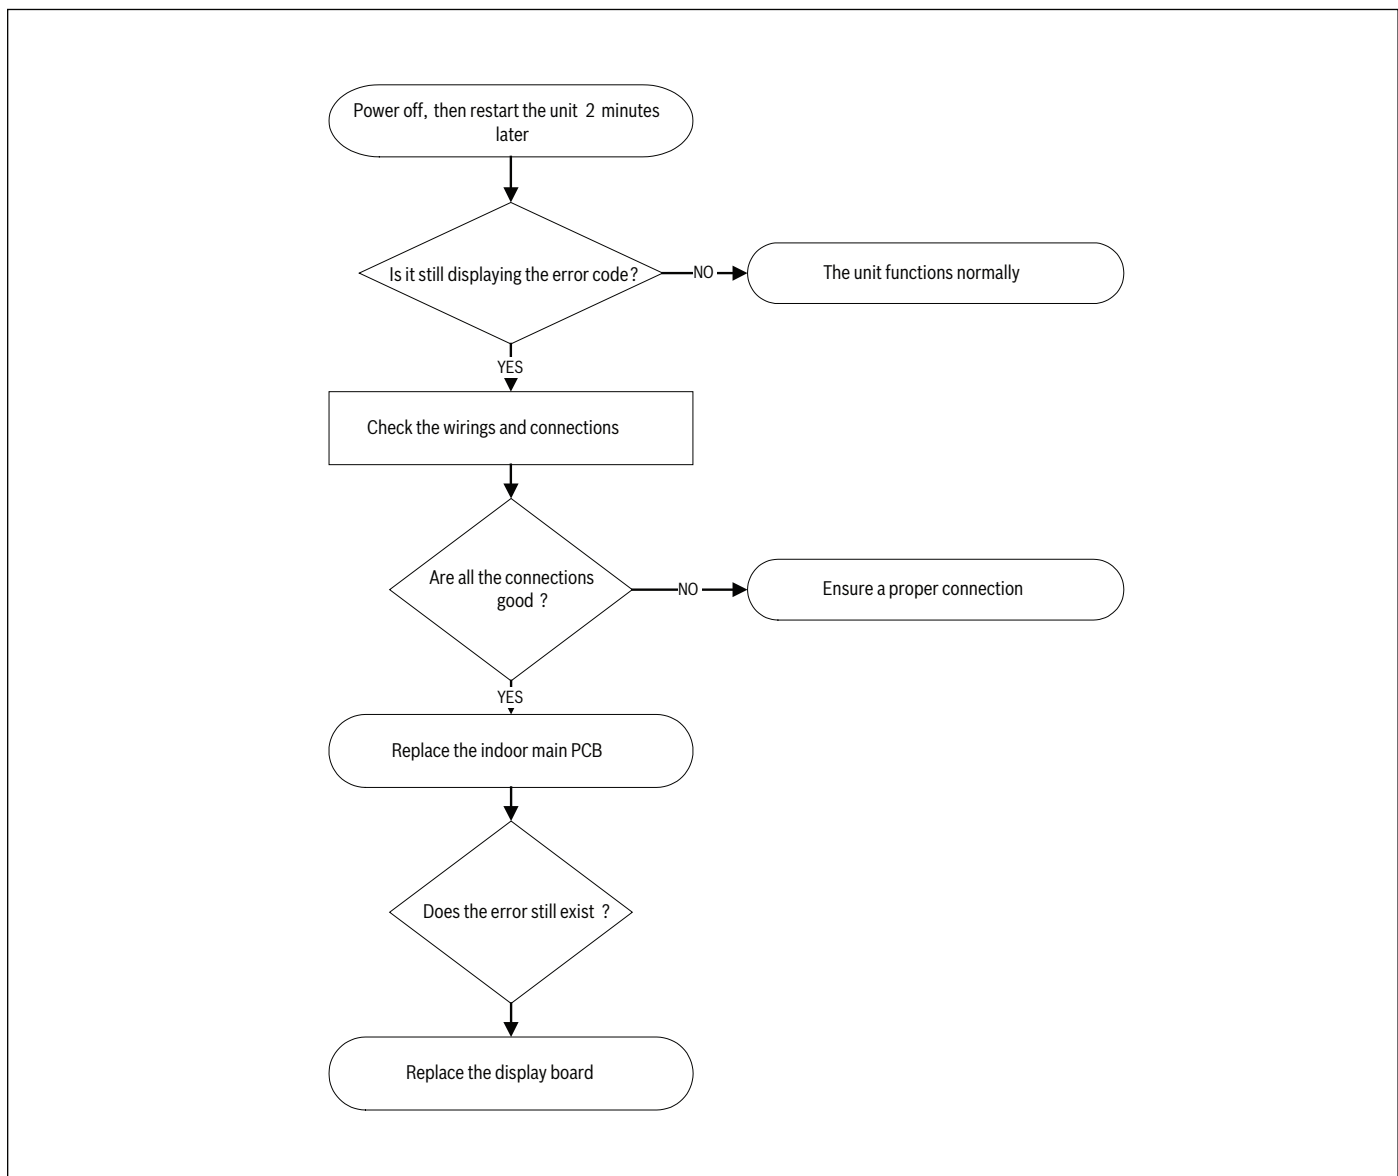 Power off, then restart the unit 2 minutes
later
Is it still displaying the error code?
NO
The unit functions normally
YES
Check the wirings and connections
Are all the connections
good ?
NO
Ensure a proper connection
YES
Replace the indoor main PCB
Does the error still exist ?
Replace the display board